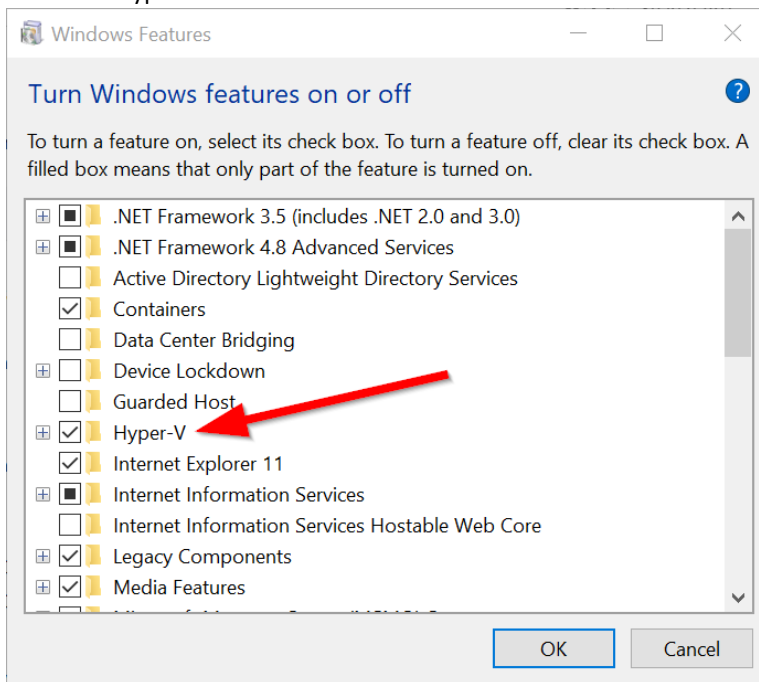 Windows Features
Turn Windows features on or off
To turn a feature on, select its check box. To turn a feature off, clear its check box. A
filled box means that only part of the feature is turned on.
.NET Framework 3.5 (includes .NET 2.0 and 3.0)
.NET Framework 4.8 Advanced Services
Active Directory Lightweight Directory Services
Containers
Data Center Bridging
Device Lockdown
Guarded Host
Hyper-V
Internet Explorer 11
Internet Information Services
Internet Information Services Hostable Web Core
Legacy Components
Media Features
OK
Cancel